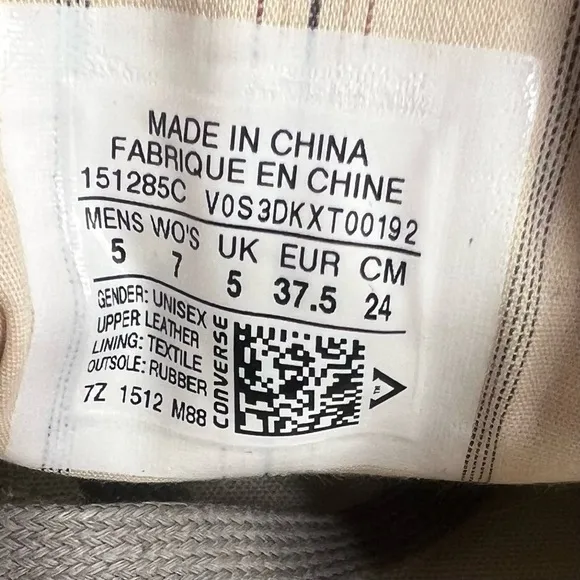 MADE IN CHINA
FABRIQUE EN CHINE
151285C V0S3DKXT00192
MENS WO'S UK EUR CM
5 7 5 37.5 24
GENDER: UNISEX
UPPER: LEATHER
LINING: TEXTILE
OUTSOLE: RUBBER
7Z 1512 M88
CONVERSE
TM